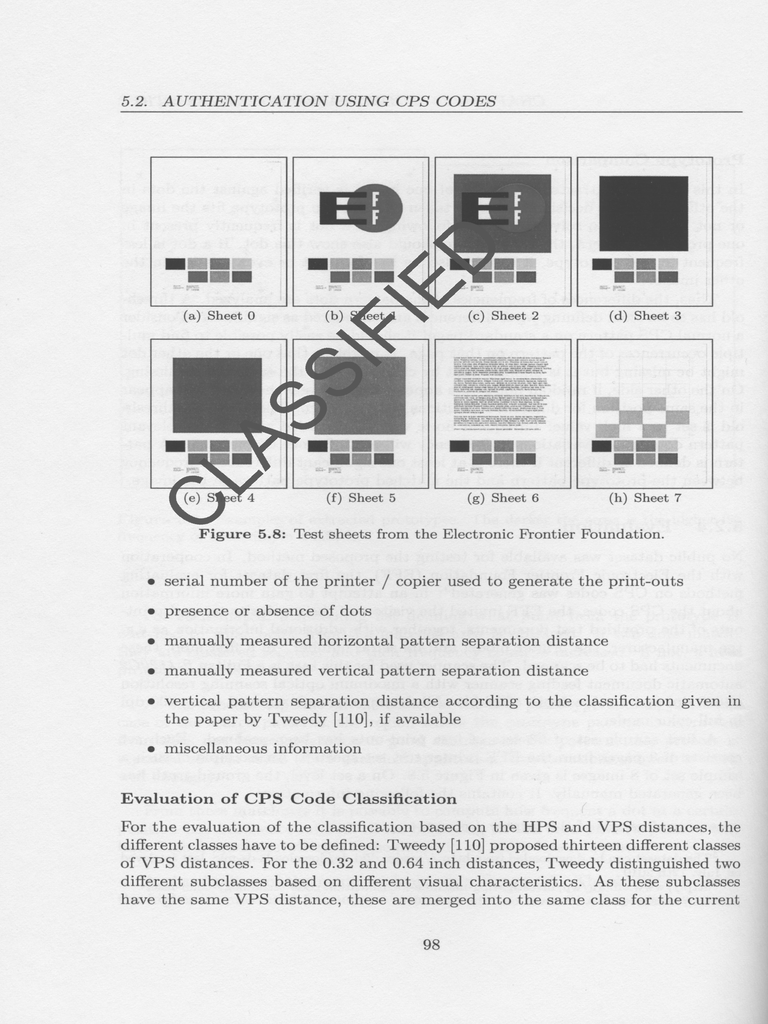 5.2. AUTHENTICATION USING CPS CODES
E F F
E F F
(a) Sheet 0
(b) Sheet 1
(c) Sheet 2
(d) Sheet 3
(e) Sheet 4
(f) Sheet 5
(g) Sheet 6
(h) Sheet 7
CLASSIFIED
Figure 5.8: Test sheets from the Electronic Frontier Foundation.
• serial number of the printer / copier used to generate the print-outs
• presence or absence of dots
• manually measured horizontal pattern separation distance
• manually measured vertical pattern separation distance
• vertical pattern separation distance according to the classification given in
the paper by Tweedy [110], if available
• miscellaneous information
Evaluation of CPS Code Classification
For the evaluation of the classification based on the HPS and VPS distances, the
different classes have to be defined: Tweedy [110] proposed thirteen different classes
of VPS distances. For the 0.32 and 0.64 inch distances, Tweedy distinguished two
different subclasses based on different visual characteristics. As these subclasses
have the same VPS distance, these are merged into the same class for the current
98